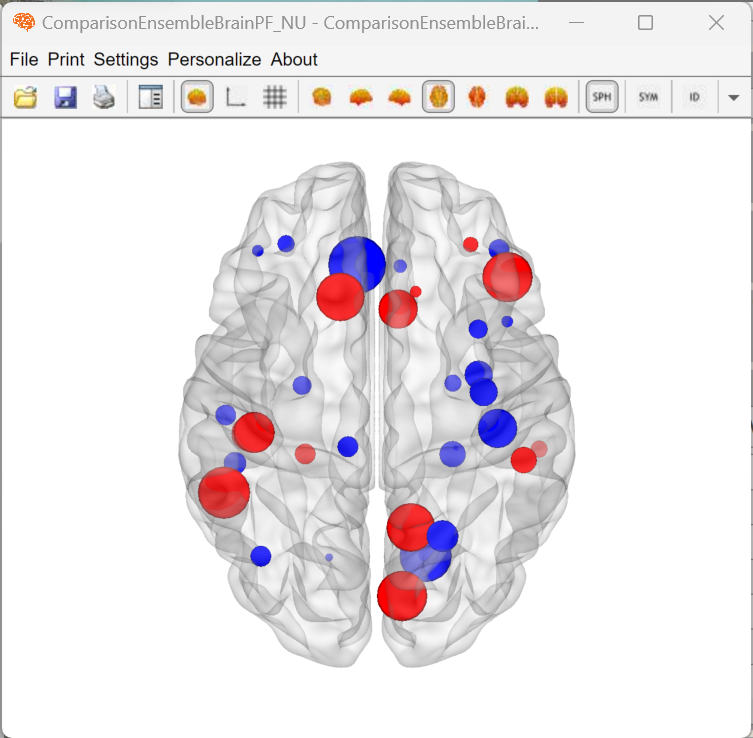 ComparisonEnsembleBrainPF_NU - ComparisonEnsembleBrai...
File Print Settings Personalize About
SPH SYM ID